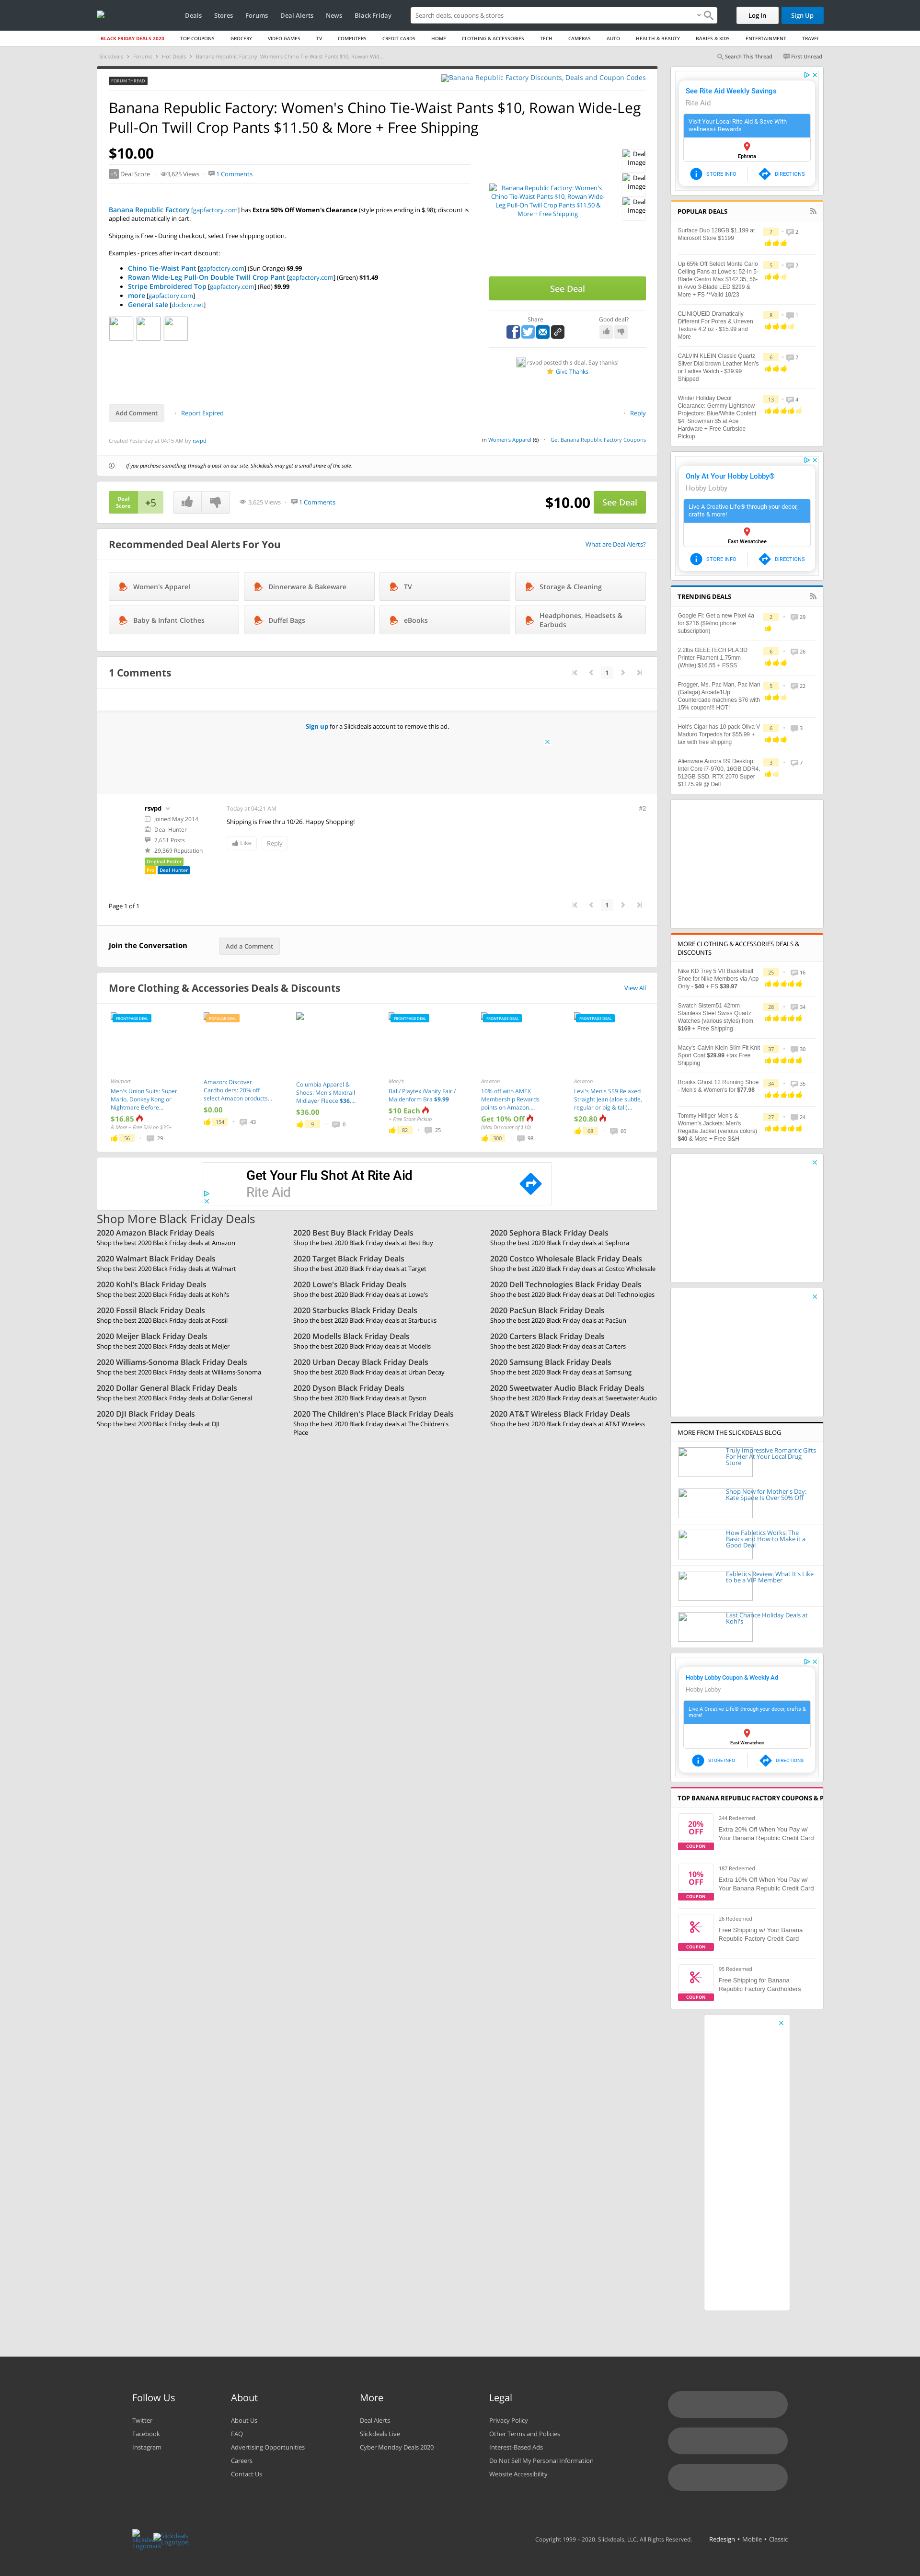 Deals Stores Forums Deal Alerts News Black Friday
Search deals, coupons & stores
Log In
Sign Up
BLACK FRIDAY DEALS 2020 TOP COUPONS GROCERY VIDEO GAMES TV COMPUTERS CREDIT CARDS HOME CLOTHING & ACCESSORIES TECH CAMERAS AUTO HEALTH & BEAUTY BABIES & KIDS ENTERTAINMENT TRAVEL
Slickdeals > Forums > Hot Deals > Banana Republic Factory: Women's Chino Tie-Waist Pants $10, Rowan Wid...
Search This Thread First Unread
FORUM THREAD
Banana Republic Factory Discounts, Deals and Coupon Codes
Banana Republic Factory: Women's Chino Tie-Waist Pants $10, Rowan Wide-Leg
Pull-On Twill Crop Pants $11.50 & More + Free Shipping
$10.00
+5 Deal Score • 3,625 Views • 1 Comments
Banana Republic Factory [gapfactory.com] has Extra 50% Off Women's Clearance (style prices ending in $.98); discount is
applied automatically in cart.
Shipping is Free - During checkout, select Free shipping option.
Examples - prices after in-cart discount:
• Chino Tie-Waist Pant [gapfactory.com] (Sun Orange) $9.99
• Rowan Wide-Leg Pull-On Double Twill Crop Pant [gapfactory.com] (Green) $11.49
• Stripe Embroidered Top [gapfactory.com] (Red) $9.99
• more [gapfactory.com]
• General sale [dodxnr.net]
Banana Republic Factory: Women's
Chino Tie-Waist Pants $10, Rowan Wide-
Leg Pull-On Twill Crop Pants $11.50 &
More + Free Shipping
Deal
Image
Deal
Image
Deal
Image
See Deal
Share
Good deal?
rsvpd posted this deal. Say thanks!
Give Thanks
Add Comment
• Report Expired
• Reply
Created Yesterday at 04:15 AM by rsvpd
in Women's Apparel (6) • Get Banana Republic Factory Coupons
If you purchase something through a post on our site, Slickdeals may get a small share of the sale.
Deal
Score
+5
3,625 Views 1 Comments
$10.00
See Deal
Recommended Deal Alerts For You
What are Deal Alerts?
Women's Apparel
Dinnerware & Bakeware
TV
Storage & Cleaning
Baby & Infant Clothes
Duffel Bags
eBooks
Headphones, Headsets &
Earbuds
1 Comments
1
Sign up for a Slickdeals account to remove this ad.
rsvpd
Joined May 2014
Deal Hunter
7,651 Posts
29,369 Reputation
Original Poster
Pro Deal Hunter
Today at 04:21 AM
#2
Shipping is Free thru 10/26. Happy Shopping!
Like
Reply
Page 1 of 1
1
Join the Conversation
Add a Comment
More Clothing & Accessories Deals & Discounts
View All
FRONTPAGE DEAL
Walmart
Men's Union Suits: Super
Mario, Donkey Kong or
Nightmare Before...
$16.85
& More + Free S/H on $35+
56 • 29
POPULAR DEAL
Amazon: Discover
Cardholders: 20% off
select Amazon products...
$0.00
154 • 43
Columbia Apparel &
Shoes: Men's Maxtrail
Midlayer Fleece $36....
$36.00
9 • 0
FRONTPAGE DEAL
Macy's
Bali/ Playtex /Vanity Fair /
Maidenform Bra $9.99
$10 Each
+ Free Store Pickup
82 • 25
FRONTPAGE DEAL
Amazon
10% off with AMEX
Membership Rewards
points on Amazon....
Get 10% Off
(Max Discount of $10)
300 • 98
FRONTPAGE DEAL
Amazon
Levi's Men's 559 Relaxed
Straight Jean (aloe subtle,
regular or big & tall)...
$20.80
68 • 60
Get Your Flu Shot At Rite Aid
Rite Aid
Shop More Black Friday Deals
2020 Amazon Black Friday Deals
Shop the best 2020 Black Friday deals at Amazon
2020 Best Buy Black Friday Deals
Shop the best 2020 Black Friday deals at Best Buy
2020 Sephora Black Friday Deals
Shop the best 2020 Black Friday deals at Sephora
2020 Walmart Black Friday Deals
Shop the best 2020 Black Friday deals at Walmart
2020 Target Black Friday Deals
Shop the best 2020 Black Friday deals at Target
2020 Costco Wholesale Black Friday Deals
Shop the best 2020 Black Friday deals at Costco Wholesale
2020 Kohl's Black Friday Deals
Shop the best 2020 Black Friday deals at Kohl's
2020 Lowe's Black Friday Deals
Shop the best 2020 Black Friday deals at Lowe's
2020 Dell Technologies Black Friday Deals
Shop the best 2020 Black Friday deals at Dell Technologies
2020 Fossil Black Friday Deals
Shop the best 2020 Black Friday deals at Fossil
2020 Starbucks Black Friday Deals
Shop the best 2020 Black Friday deals at Starbucks
2020 PacSun Black Friday Deals
Shop the best 2020 Black Friday deals at PacSun
2020 Meijer Black Friday Deals
Shop the best 2020 Black Friday deals at Meijer
2020 Modells Black Friday Deals
Shop the best 2020 Black Friday deals at Modells
2020 Carters Black Friday Deals
Shop the best 2020 Black Friday deals at Carters
2020 Williams-Sonoma Black Friday Deals
Shop the best 2020 Black Friday deals at Williams-Sonoma
2020 Urban Decay Black Friday Deals
Shop the best 2020 Black Friday deals at Urban Decay
2020 Samsung Black Friday Deals
Shop the best 2020 Black Friday deals at Samsung
2020 Dollar General Black Friday Deals
Shop the best 2020 Black Friday deals at Dollar General
2020 Dyson Black Friday Deals
Shop the best 2020 Black Friday deals at Dyson
2020 Sweetwater Audio Black Friday Deals
Shop the best 2020 Black Friday deals at Sweetwater Audio
2020 DJI Black Friday Deals
Shop the best 2020 Black Friday deals at DJI
2020 The Children's Place Black Friday Deals
Shop the best 2020 Black Friday deals at The Children's
Place
2020 AT&T Wireless Black Friday Deals
Shop the best 2020 Black Friday deals at AT&T Wireless
See Rite Aid Weekly Savings
Rite Aid
Visit Your Local Rite Aid & Save With
wellness+ Rewards
Ephrata
STORE INFO
DIRECTIONS
POPULAR DEALS
Surface Duo 128GB $1,199 at
Microsoft Store $1199
7 • 2
Up 65% Off Select Monte Carlo
Ceiling Fans at Lowe's: 52-In 5-
Blade Centro Max $142.35, 56-
in Avvo 3-Blade LED $299 &
More + FS **Valid 10/23
5 • 2
CLINIQUEiD Dramatically
Different For Pores & Uneven
Texture 4.2 oz - $15.99 and
More
8 • 1
CALVIN KLEIN Classic Quartz
Silver Dial brown Leather Men's
or Ladies Watch - $39.99
Shipped
6 • 2
Winter Holiday Decor
Clearance: Gemmy Lightshow
Projectors: Blue/White Confetti
$4, Snowman $5 at Ace
Hardware + Free Curbside
Pickup
13 • 4
Only At Your Hobby Lobby®
Hobby Lobby
Live A Creative Life® through your decor,
crafts & more!
East Wenatchee
STORE INFO
DIRECTIONS
TRENDING DEALS
Google Fi: Get a new Pixel 4a
for $216 ($9/mo phone
subscription)
2 • 29
2.2lbs GEEETECH PLA 3D
Printer Filament 1.75mm
(White) $16.55 + FSSS
6 • 26
Frogger, Ms. Pac Man, Pac Man
(Galaga) Arcade1Up
Countercade machines $76 with
15% coupon!!! HOT!
5 • 22
Holt's Cigar has 10 pack Oliva V
Maduro Torpedos for $55.99 +
tax with free shipping
6 • 3
Alienware Aurora R9 Desktop:
Intel Core i7-9700, 16GB DDR4,
512GB SSD, RTX 2070 Super
$1175.99 @ Dell
3 • 7
MORE CLOTHING & ACCESSORIES DEALS &
DISCOUNTS
Nike KD Trey 5 VII Basketball
Shoe for Nike Members via App
Only - $40 + FS $39.97
25 • 16
Swatch Sistem51 42mm
Stainless Steel Swiss Quartz
Watches (various styles) from
$169 + Free Shipping
28 • 34
Macy's-Calvin Klein Slim Fit Knit
Sport Coat $29.99 +tax Free
Shipping
37 • 30
Brooks Ghost 12 Running Shoe
- Men's & Women's for $77.98
34 • 35
Tommy Hilfiger Men's &
Women's Jackets: Men's
Regatta Jacket (various colors)
$40 & More + Free S&H
27 • 24
MORE FROM THE SLICKDEALS BLOG
Truly Impressive Romantic Gifts
For Her At Your Local Drug
Store
Shop Now for Mother's Day:
Kate Spade Is Over 50% Off
How Fabletics Works: The
Basics and How to Make it a
Good Deal
Fabletics Review: What It's Like
to be a VIP Member
Last Chance Holiday Deals at
Kohl's
Hobby Lobby Coupon & Weekly Ad
Hobby Lobby
Live A Creative Life® through your decor, crafts &
more!
East Wenatchee
STORE INFO
DIRECTIONS
TOP BANANA REPUBLIC FACTORY COUPONS & P
20%
OFF
COUPON
244 Redeemed
Extra 20% Off When You Pay w/
Your Banana Republic Credit Card
10%
OFF
COUPON
187 Redeemed
Extra 10% Off When You Pay w/
Your Banana Republic Credit Card
COUPON
26 Redeemed
Free Shipping w/ Your Banana
Republic Factory Credit Card
COUPON
95 Redeemed
Free Shipping for Banana
Republic Factory Cardholders
Follow Us
Twitter
Facebook
Instagram
About
About Us
FAQ
Advertising Opportunities
Careers
Contact Us
More
Deal Alerts
Slickdeals Live
Cyber Monday Deals 2020
Legal
Privacy Policy
Other Terms and Policies
Interest-Based Ads
Do Not Sell My Personal Information
Website Accessibility
Slickdeals
Logomark
Slickdeals
Logotype
Copyright 1999 – 2020. Slickdeals, LLC. All Rights Reserved. Redesign • Mobile • Classic